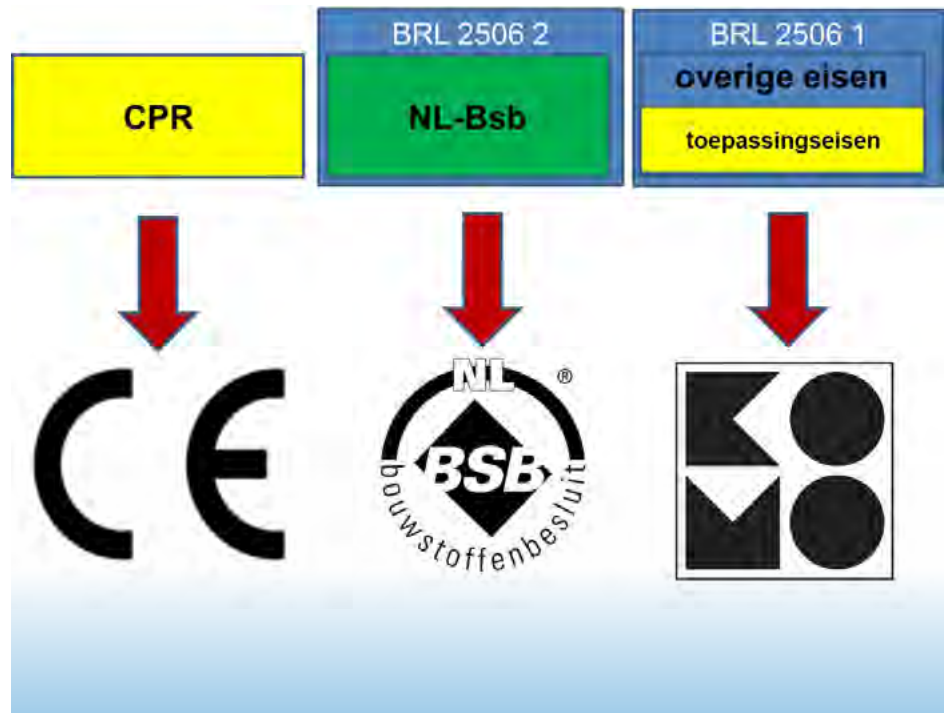 CPR
BRL 2506 2
NL-Bsb
BRL 2506 1
overige eisen
toepassingseisen
CE
NL
®
BSB
bouwstoffenbesluit
KOMO